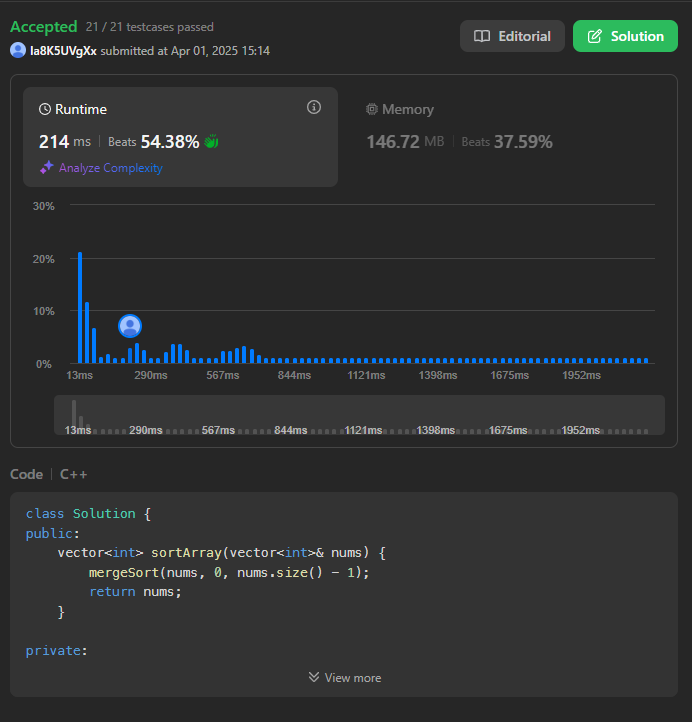 Accepted 21 / 21 testcases passed
Ia8K5UVgXx submitted at Apr 01, 2025 15:14
Editorial
Solution
Runtime
214 ms | Beats 54.38%
Analyze Complexity
Memory
146.72 MB | Beats 37.59%
30%
20%
10%
0%
13ms 290ms 567ms 844ms 1121ms 1398ms 1675ms 1952ms
13ms 290ms 567ms 844ms 1121ms 1398ms 1675ms 1952ms
Code | C++
class Solution {
public:
    vector<int> sortArray(vector<int>& nums) {
        mergeSort(nums, 0, nums.size() - 1);
        return nums;
    }
private:
View more